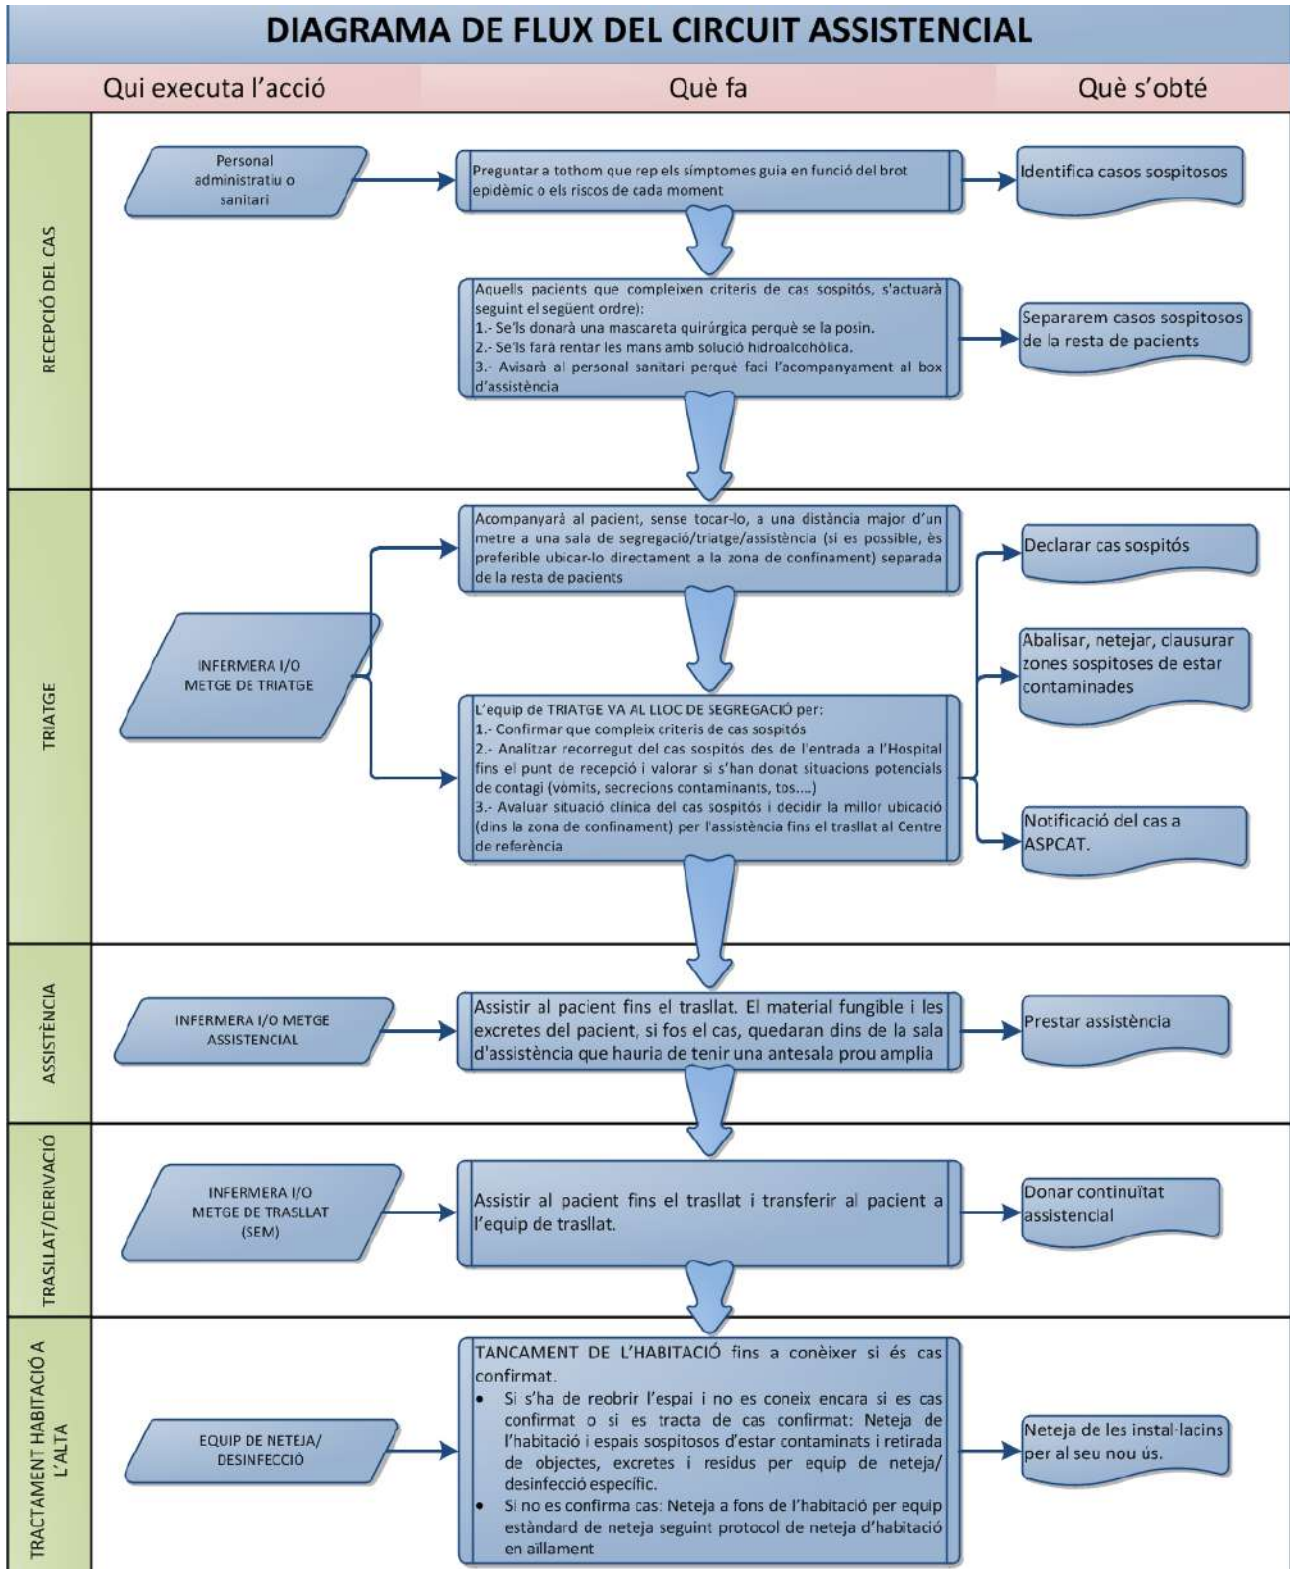 DIAGRAMA DE FLUX DEL CIRCUIT ASSISTENCIAL
Qui executa l'acció
Què fa
Què s'obté
RECEPCIÓ DEL CAS
Personal
administratiu o
sanitari
Preguntar a tothom que rep els símptomes guia en funció del brot
epidèmic o els riscos de cada moment
Identifica casos sospitosos
Aquells pacients que compleixen criteris de cas sospitós, s'actuarà
seguint el següent ordre):
1.- Se'ls donarà una mascareta quirúrgica perquè se la posin.
2.- Se'ls farà rentar les mans amb solució hidroalcohòlica.
3.- Avisarà al personal sanitari perquè faci l'acompanyament al box
d'assistència
Separarem casos sospitosos
de la resta de pacients
TRIATGE
INFERMERA I/O
METGE DE TRIATGE
Acompanyarà al pacient, sense tocar-lo, a una distància major d'un
metre a una sala de segregació/triatge/assistència (si es possible, ès
preferible ubicar-lo directament a la zona de confinament) separada
de la resta de pacients
Declarar cas sospitós
Abalisar, netejar, clausurar
zones sospitoses de estar
contaminades
L'equip de TRIATGE VA AL LLOC DE SEGREGACIÓ per:
1.- Confirmar que compleix criteris de cas sospitós
2.- Analitzar recorregut del cas sospitós des de l'entrada a l'Hospital
fins el punt de recepció i valorar si s'han donat situacions potencials
de contagi (vòmits, secrecions contaminants, tos....)
3.- Avaluar situació clínica del cas sospitós i decidir la millor ubicació
(dins la zona de confinament) per l'assistència fins el trasllat al Centre
de referència
Notificació del cas a
ASPCAT.
ASSISTÈNCIA
INFERMERA I/O METGE
ASSISTENCIAL
Assistir al pacient fins el trasllat. El material fungible i les
excretes del pacient, si fos el cas, quedaran dins de la sala
d'assistència que hauria de tenir una antesala prou amplia
Prestar assistència
TRASLLAT/DERIVACIÓ
INFERMERA I/O
METGE DE TRASLLAT
(SEM)
Assistir al pacient fins el trasllat i transferir al pacient a
l'equip de trasllat.
Donar continuïtat
assistencial
TRACTAMENT HABITACIÓ A
L'ALTA
EQUIP DE NETEJA/
DESINFECCIÓ
TANCAMENT DE L'HABITACIÓ fins a conèixer si és cas
confirmat.
• Si s'ha de reobrir l'espai i no es coneix encara si es cas
confirmat o si es tracta de cas confirmat: Neteja de
l'habitació i espais sospitosos d'estar contaminats i retirada
de objectes, excretes i residus per equip de neteja/
desinfecció específic.
• Si no es confirma cas: Neteja a fons de l'habitació per equip
estàndard de neteja seguint protocol de neteja d'habitació
en aïllament
Neteja de les instal·lacins
per al seu nou ús.